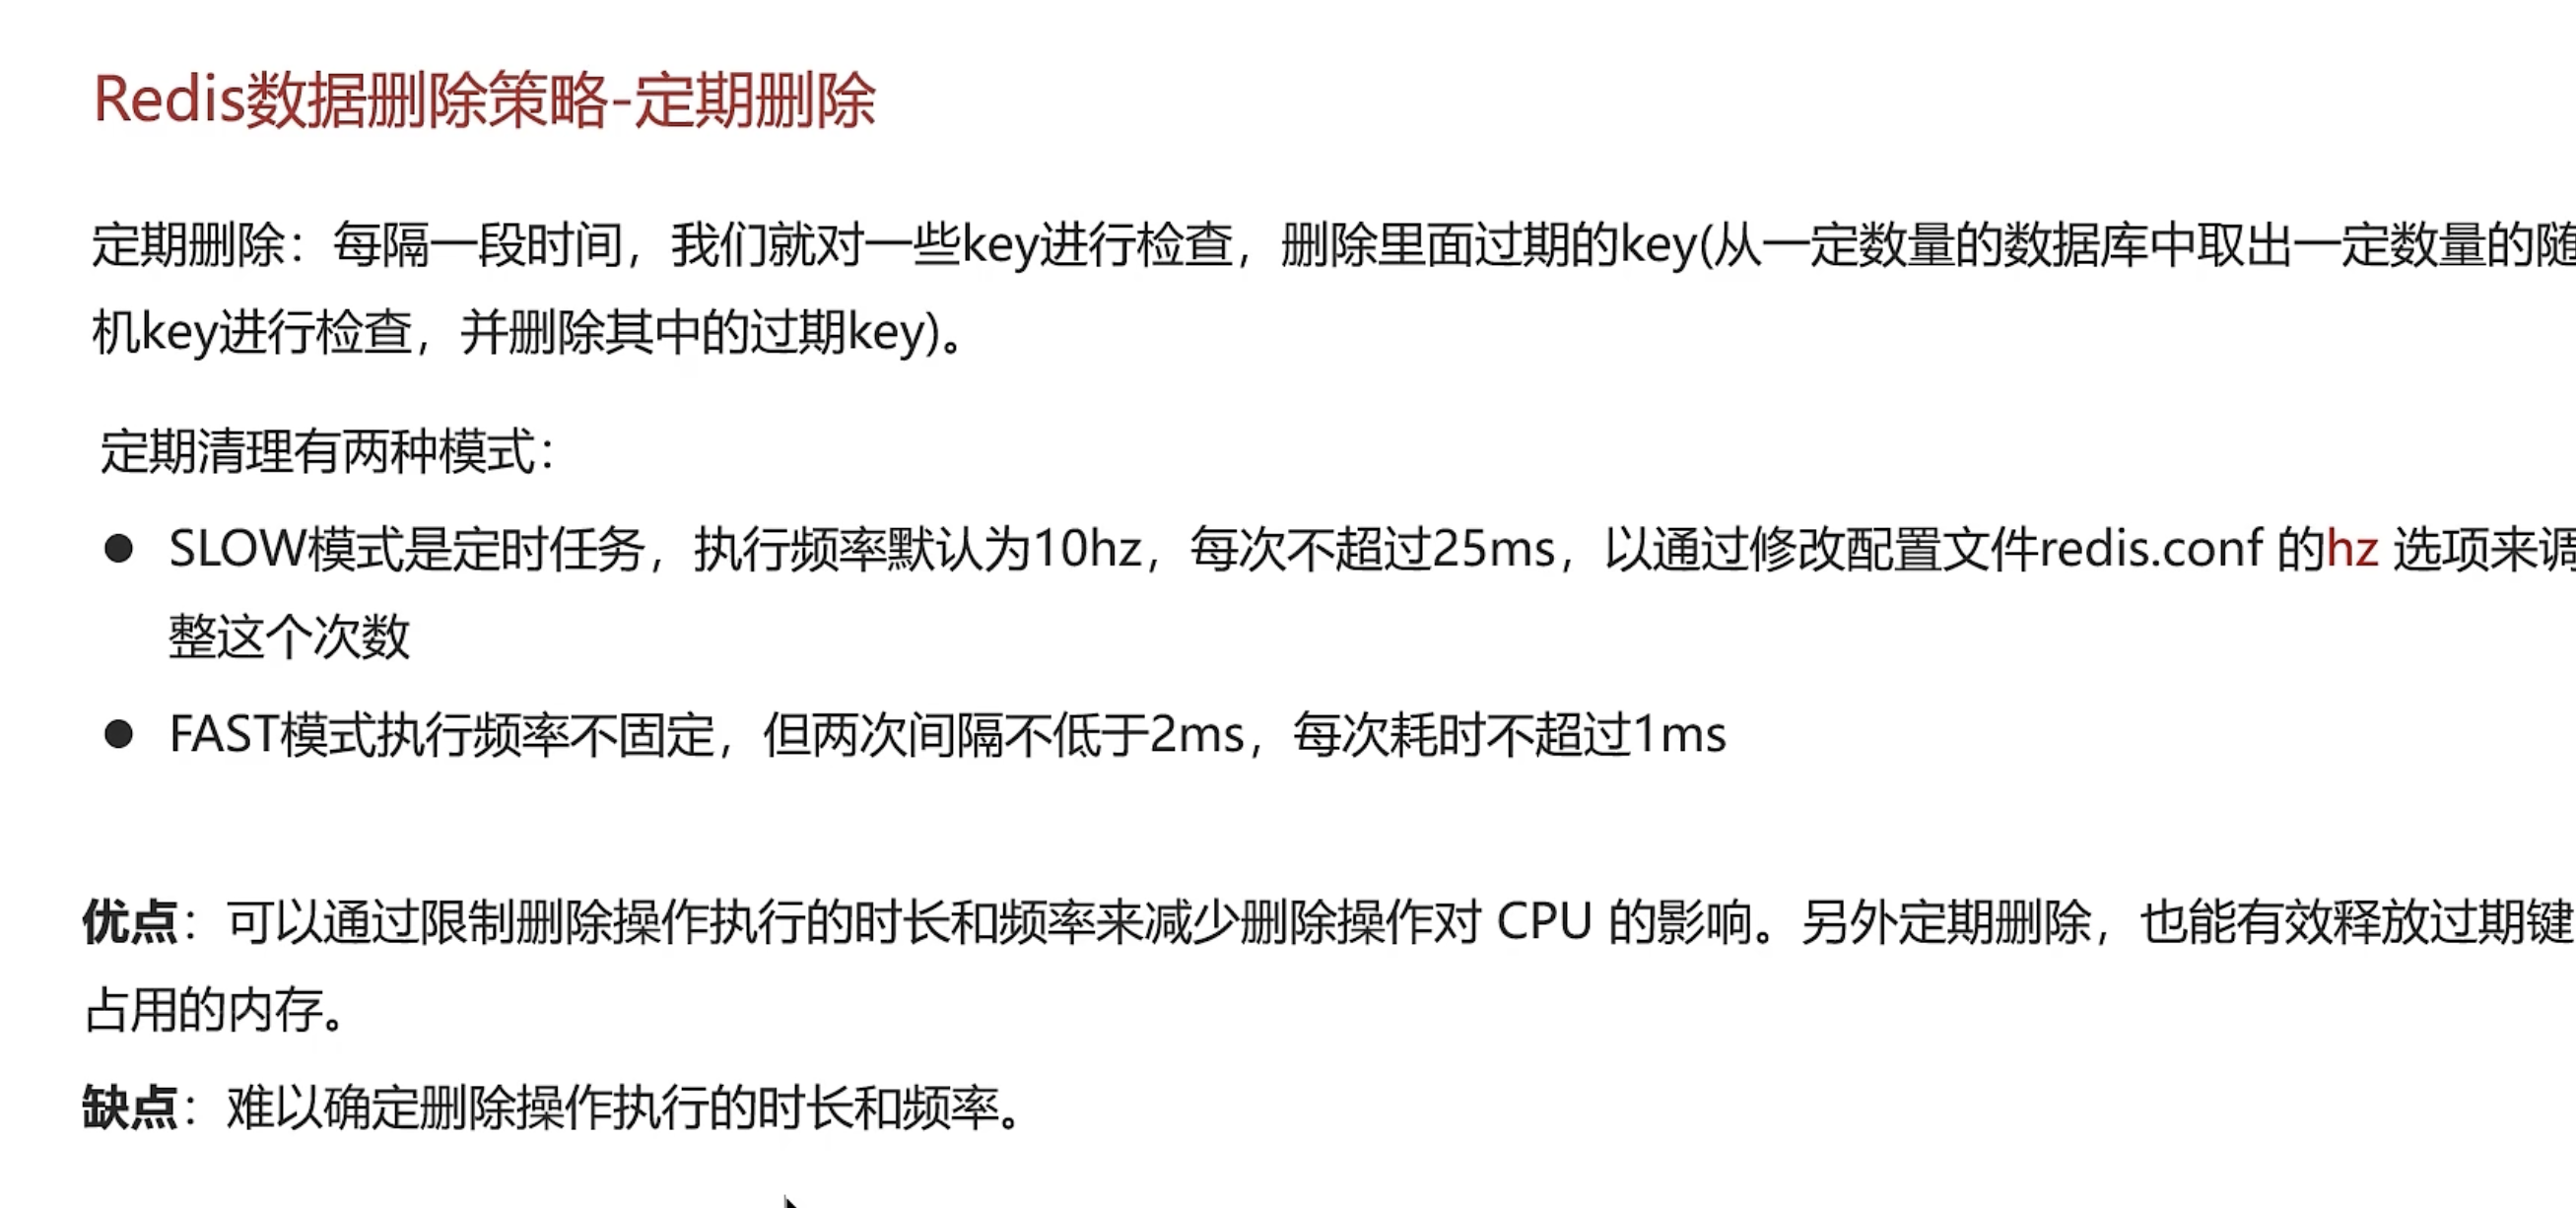 Redis数据删除策略-定期删除
定期删除：每隔一段时间，我们就对一些key进行检查，删除里面过期的key(从一定数量的数据库中取出一定数量的随
机key进行检查，并删除其中的过期key)。
定期清理有两种模式：
● SLOW模式是定时任务，执行频率默认为10hz，每次不超过25ms，以通过修改配置文件redis.conf 的hz 选项来调
整这个次数
● FAST模式执行频率不固定，但两次间隔不低于2ms，每次耗时不超过1ms
优点：可以通过限制删除操作执行的时长和频率来减少删除操作对 CPU 的影响。另外定期删除，也能有效释放过期键
占用的内存。
缺点：难以确定删除操作执行的时长和频率。